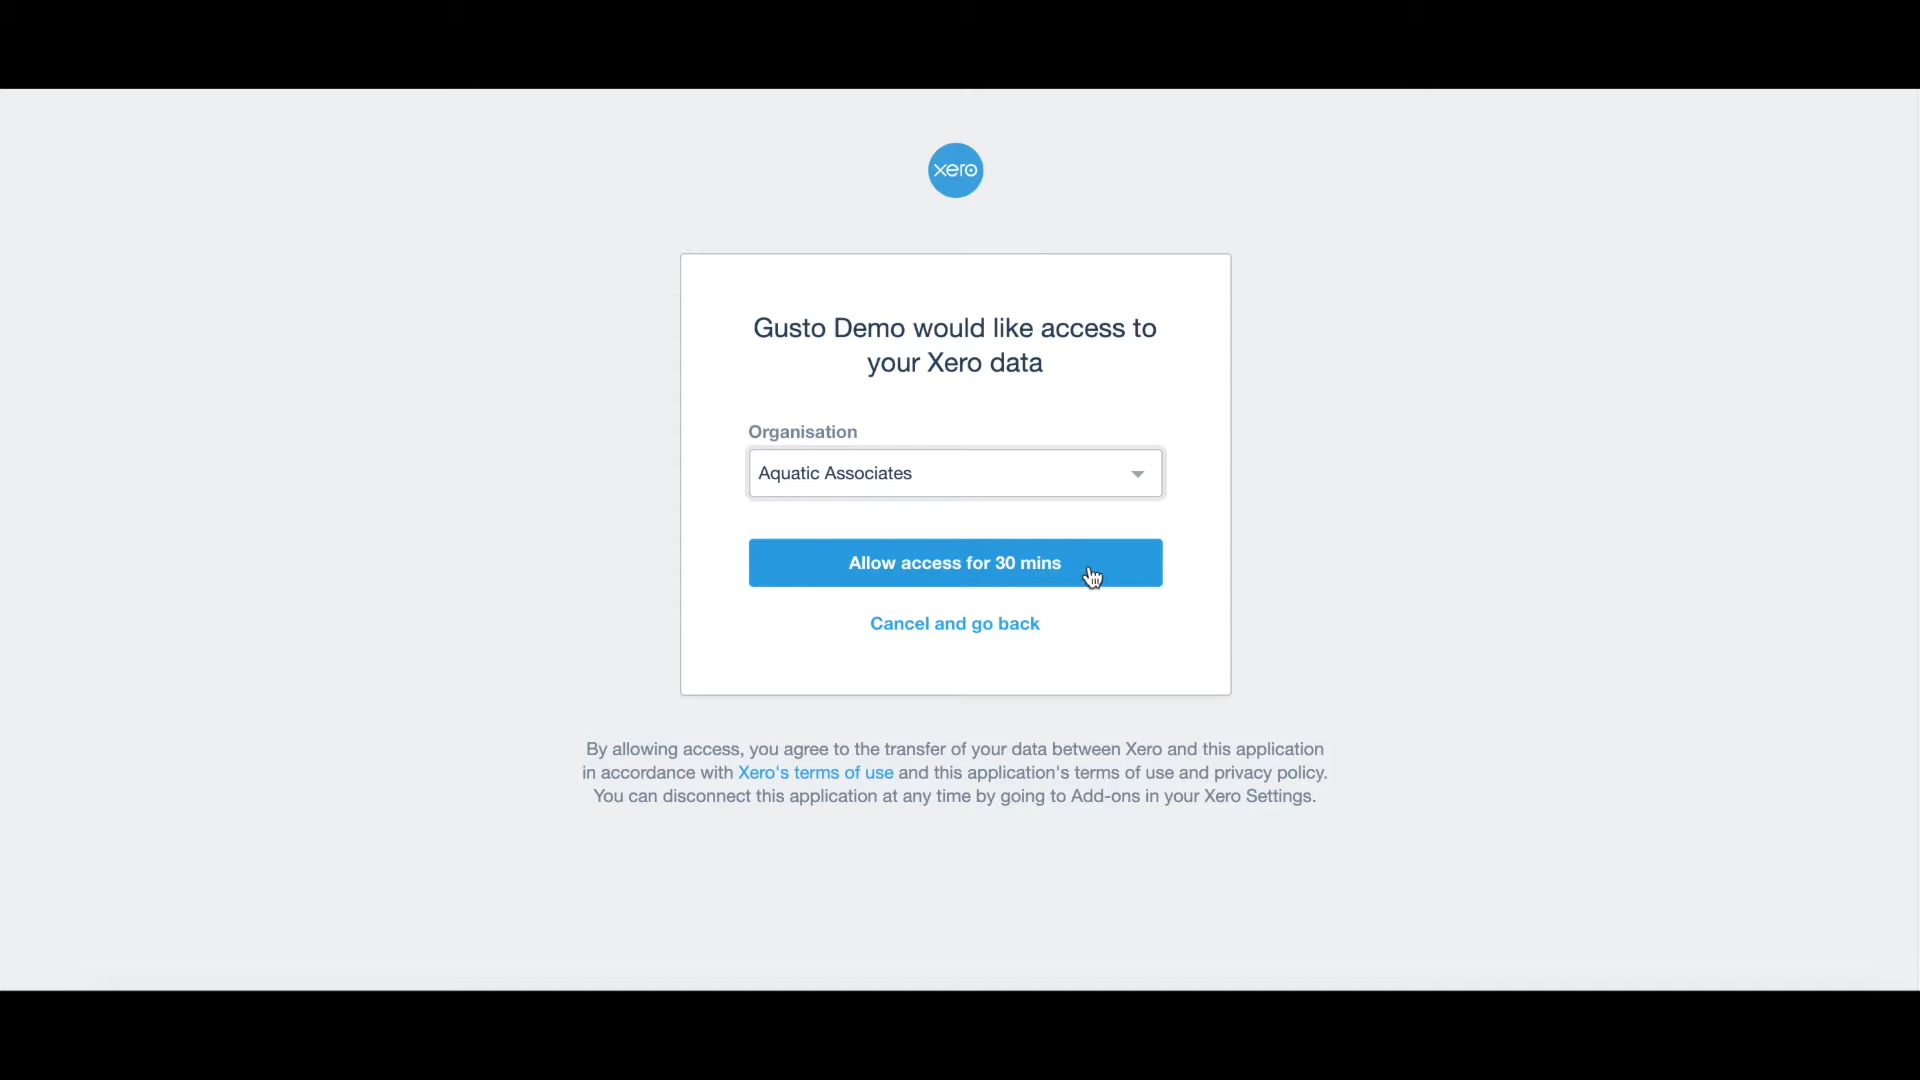 xero
Gusto Demo would like access to
your Xero data
Organisation
Aquatic Associates
Allow access for 30 mins
Cancel and go back
By allowing access, you agree to the transfer of your data between Xero and this application
in accordance with Xero's terms of use and this application's terms of use and privacy policy.
You can disconnect this application at any time by going to Add-ons in your Xero Settings.